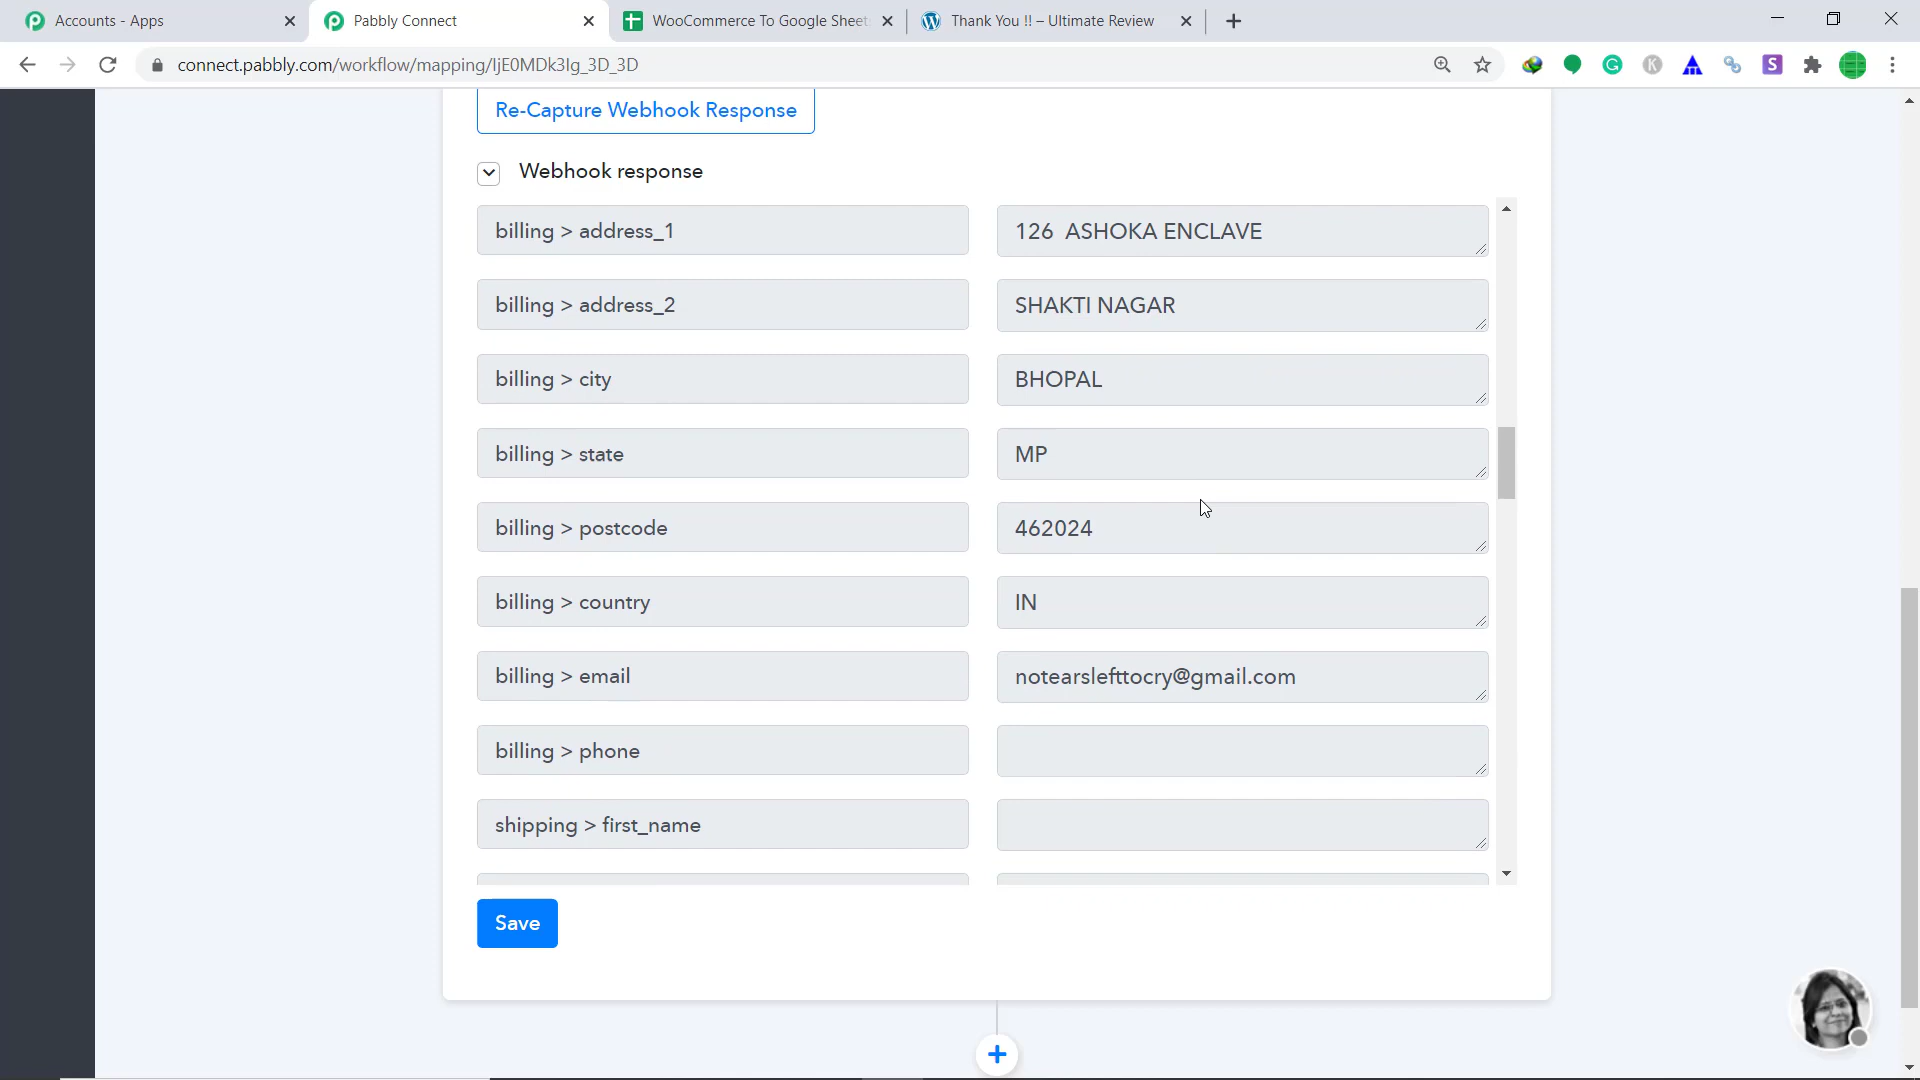 Accounts - Apps
Pabbly Connect
WooCommerce To Google Sheet
Thank You !! – Ultimate Review
connect.pabbly.com/workflow/mapping/IjE0MDk3Ig_3D_3D
Re-Capture Webhook Response
Webhook response
billing > address_1
126 ASHOKA ENCLAVE
billing > address_2
SHAKTI NAGAR
billing > city
BHOPAL
billing > state
MP
billing > postcode
462024
billing > country
IN
billing > email
notearslefttocry@gmail.com
billing > phone
shipping > first_name
Save